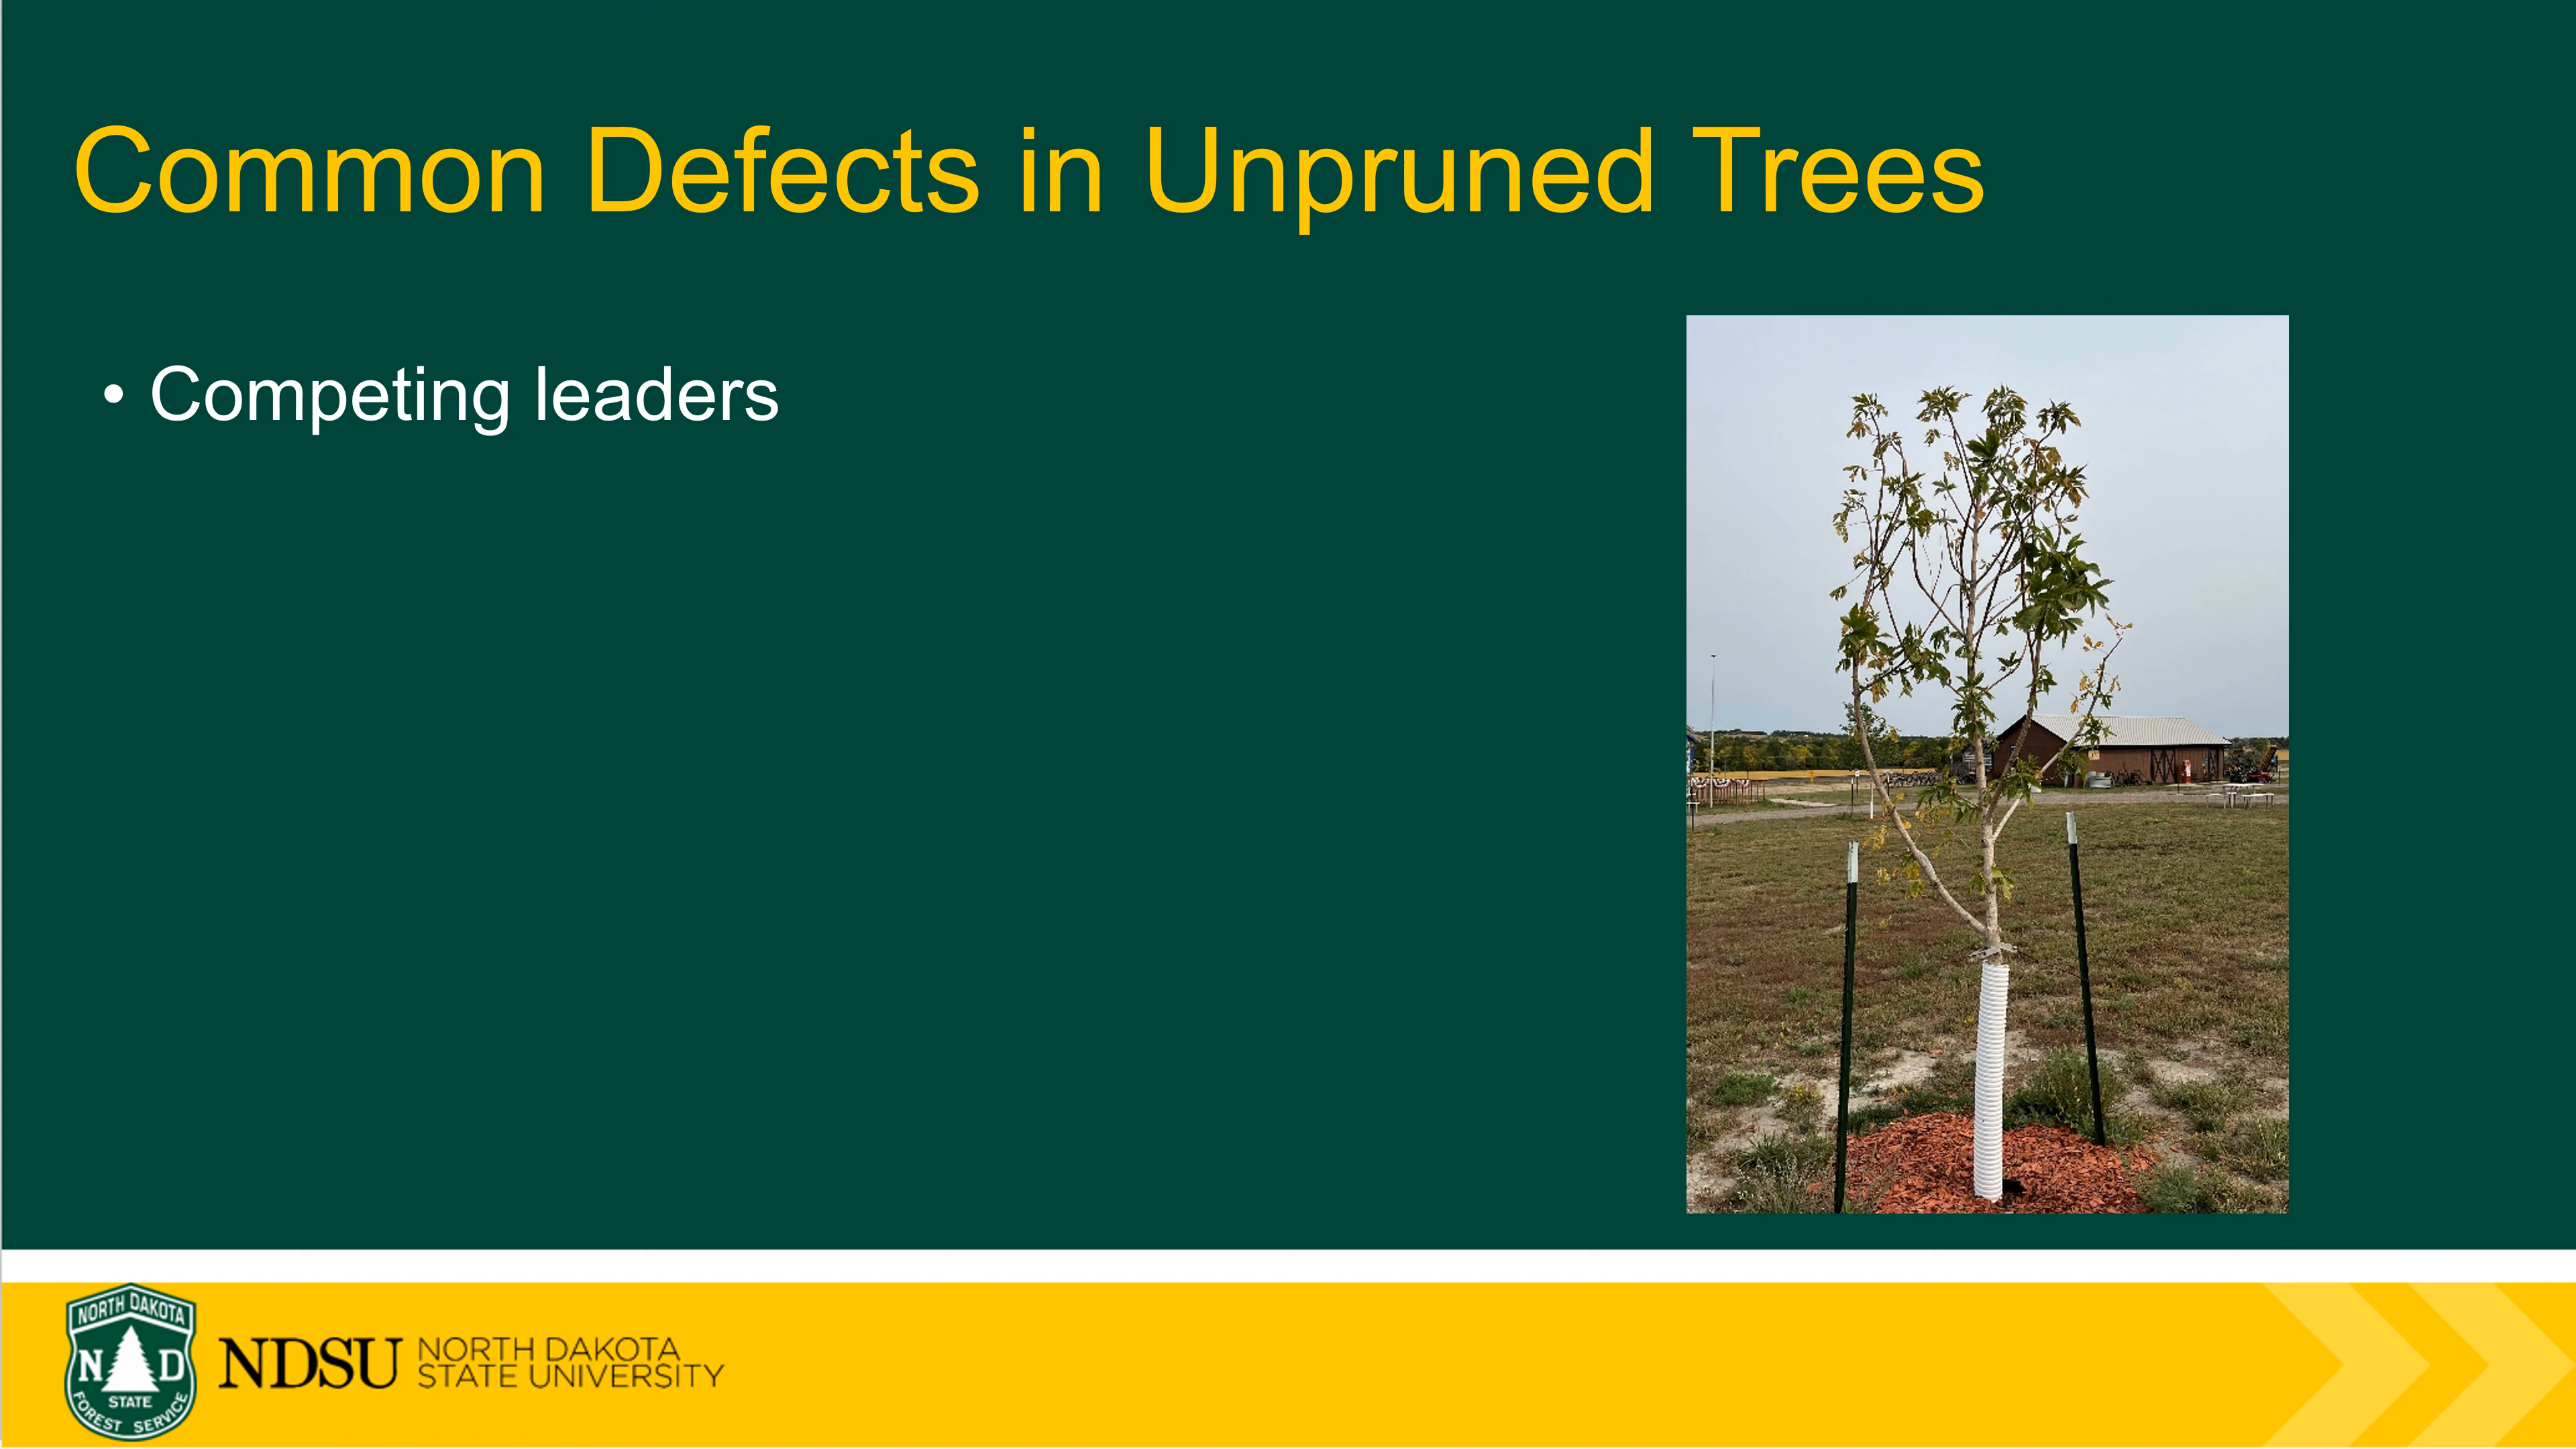 Common Defects in Unpruned Trees
• Competing leaders
NORTH DAKOTA
N D
STATE
FOREST SERVICE
NDSU
NORTH DAKOTA
STATE UNIVERSITY